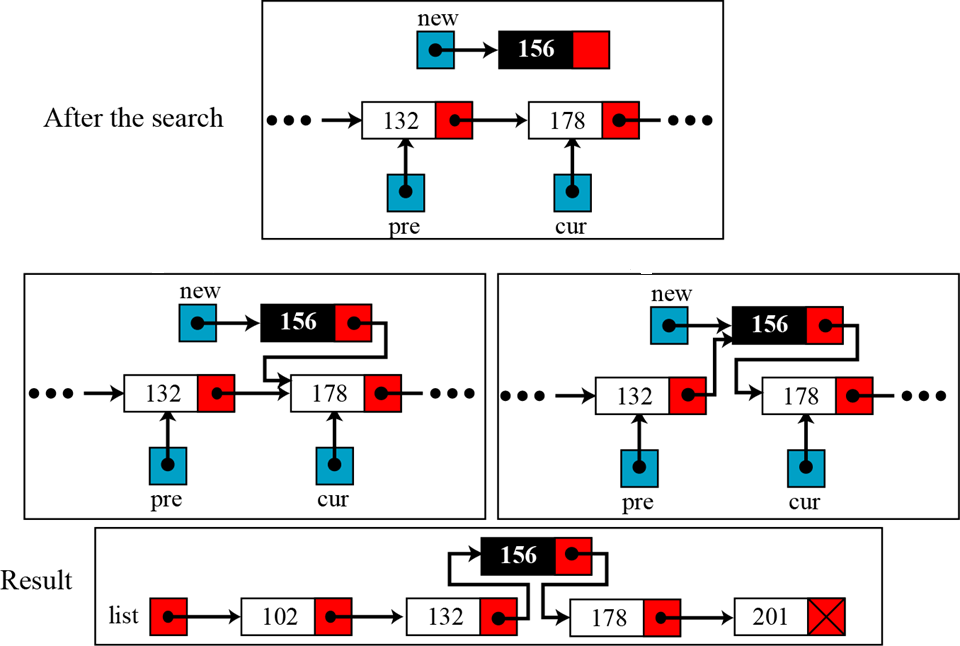 new
156
After the search
132 178
pre cur
new
156
132 178
pre cur
new
156
132 178
pre cur
Result
156
list 102 132 178 201